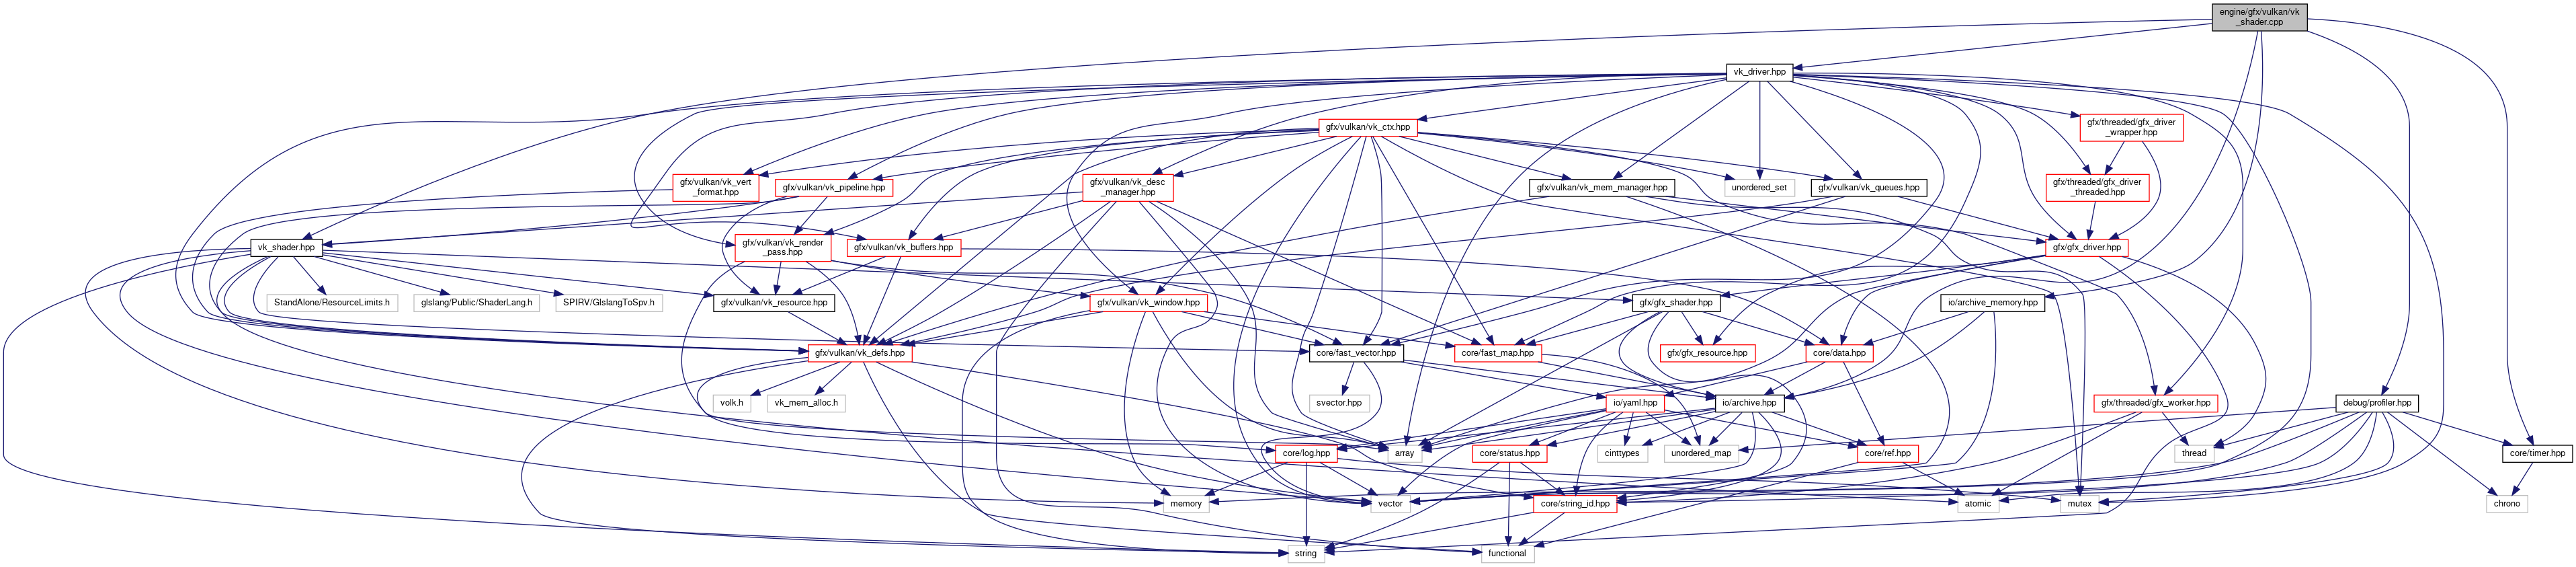 engine/gfx/vulkan/vk
_shader.cpp
vk_driver.hpp
gfx/vulkan/vk_ctx.hpp
gfx/threaded/gfx_driver
_wrapper.hpp
gfx/vulkan/vk_vert
_format.hpp
gfx/vulkan/vk_pipeline.hpp
gfx/vulkan/vk_desc
_manager.hpp
gfx/vulkan/vk_mem_manager.hpp
unordered_set
gfx/vulkan/vk_queues.hpp
gfx/threaded/gfx_driver
_threaded.hpp
vk_shader.hpp
gfx/vulkan/vk_render
_pass.hpp
gfx/vulkan/vk_buffers.hpp
gfx/gfx_driver.hpp
StandAlone/ResourceLimits.h
glslang/Public/ShaderLang.h
SPIRV/GlslangToSpv.h
gfx/vulkan/vk_resource.hpp
gfx/vulkan/vk_window.hpp
gfx/gfx_shader.hpp
io/archive_memory.hpp
gfx/vulkan/vk_defs.hpp
core/fast_vector.hpp
core/fast_map.hpp
gfx/gfx_resource.hpp
core/data.hpp
volk.h
vk_mem_alloc.h
svector.hpp
io/yaml.hpp
io/archive.hpp
gfx/threaded/gfx_worker.hpp
debug/profiler.hpp
core/log.hpp
array
core/status.hpp
cinttypes
unordered_map
core/ref.hpp
thread
core/timer.hpp
memory
vector
core/string_id.hpp
atomic
mutex
chrono
string
functional